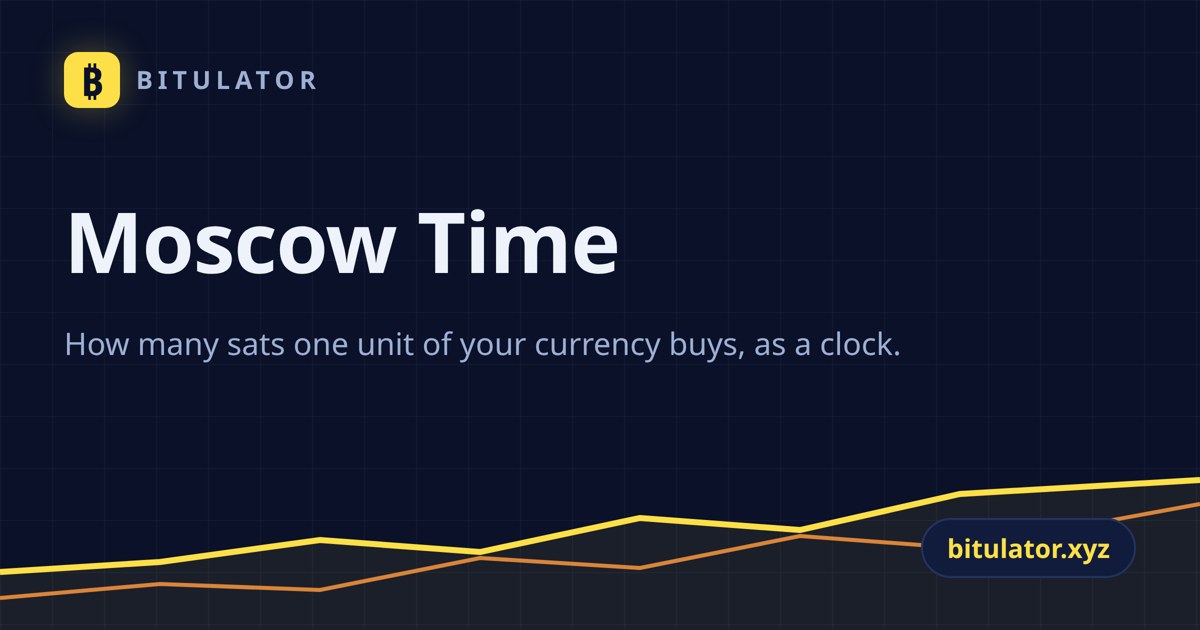 BITULATOR
Moscow Time
How many sats one unit of your currency buys, as a clock.
bitulator.xyz